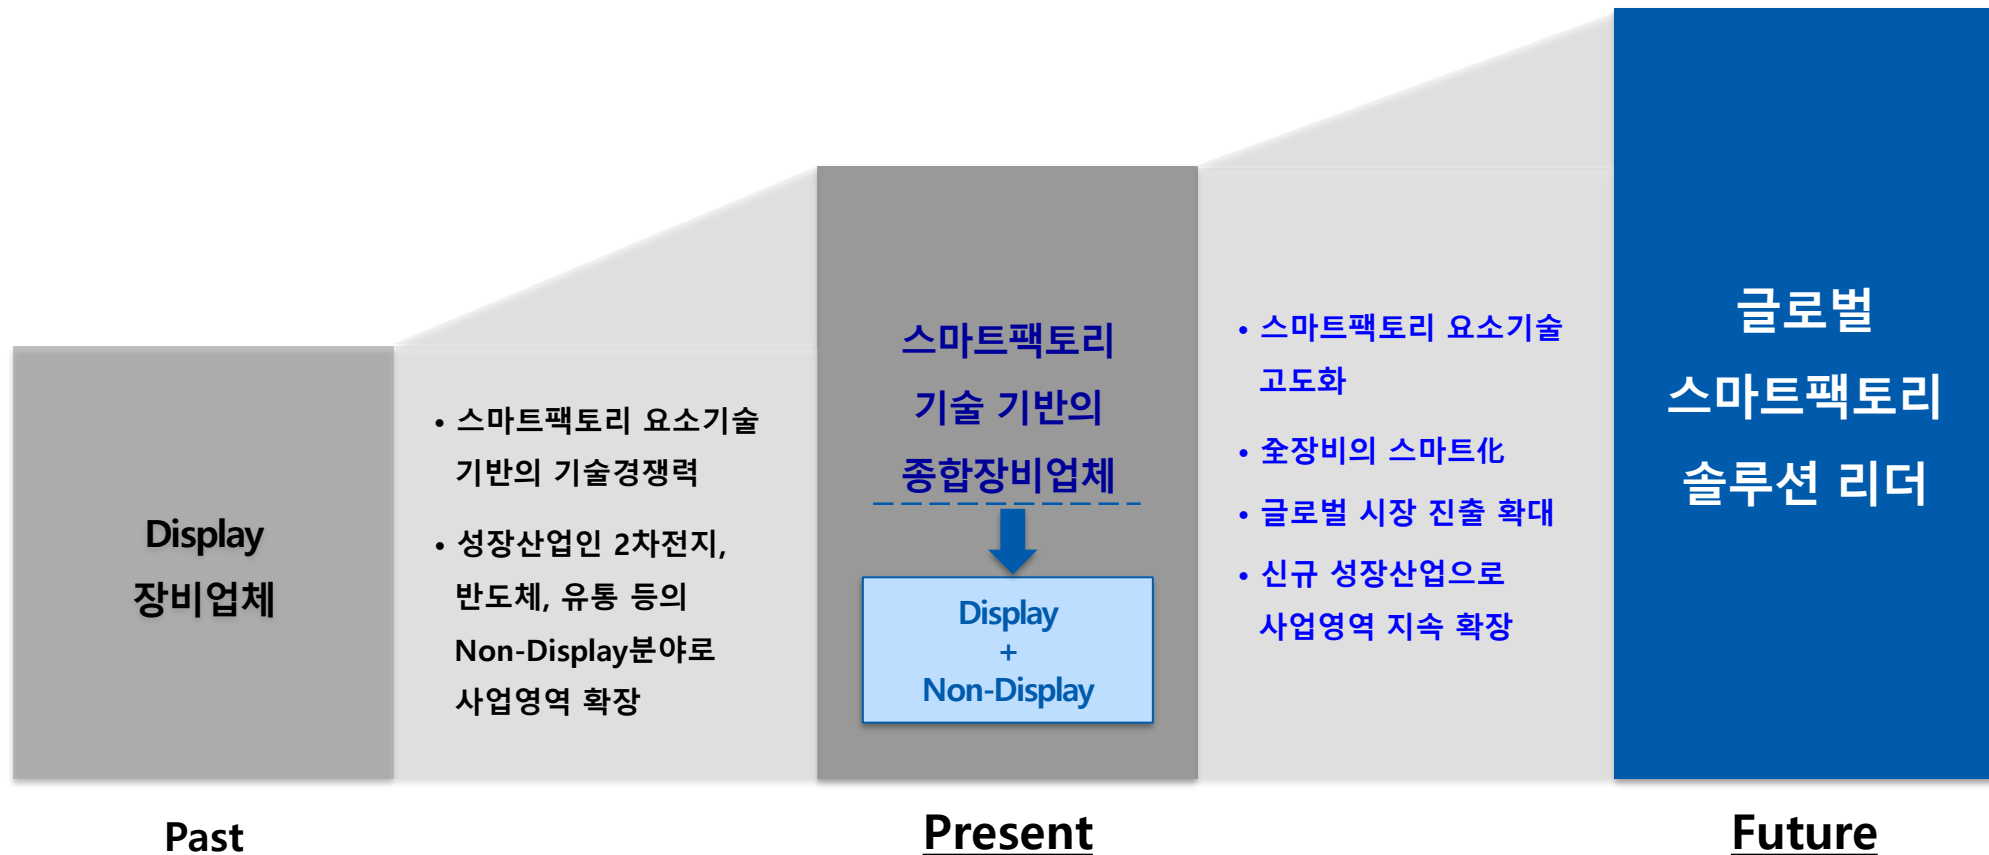 Display
장비업체
• 스마트팩토리 요소기술
기반의 기술경쟁력
• 성장산업인 2차전지,
반도체, 유통 등의
Non-Display분야로
사업영역 확장
스마트팩토리
기술 기반의
종합장비업체
Display
+
Non-Display
• 스마트팩토리 요소기술
고도화
• 全장비의 스마트化
• 글로벌 시장 진출 확대
• 신규 성장산업으로
사업영역 지속 확장
글로벌
스마트팩토리
솔루션 리더
Past
Present
Future